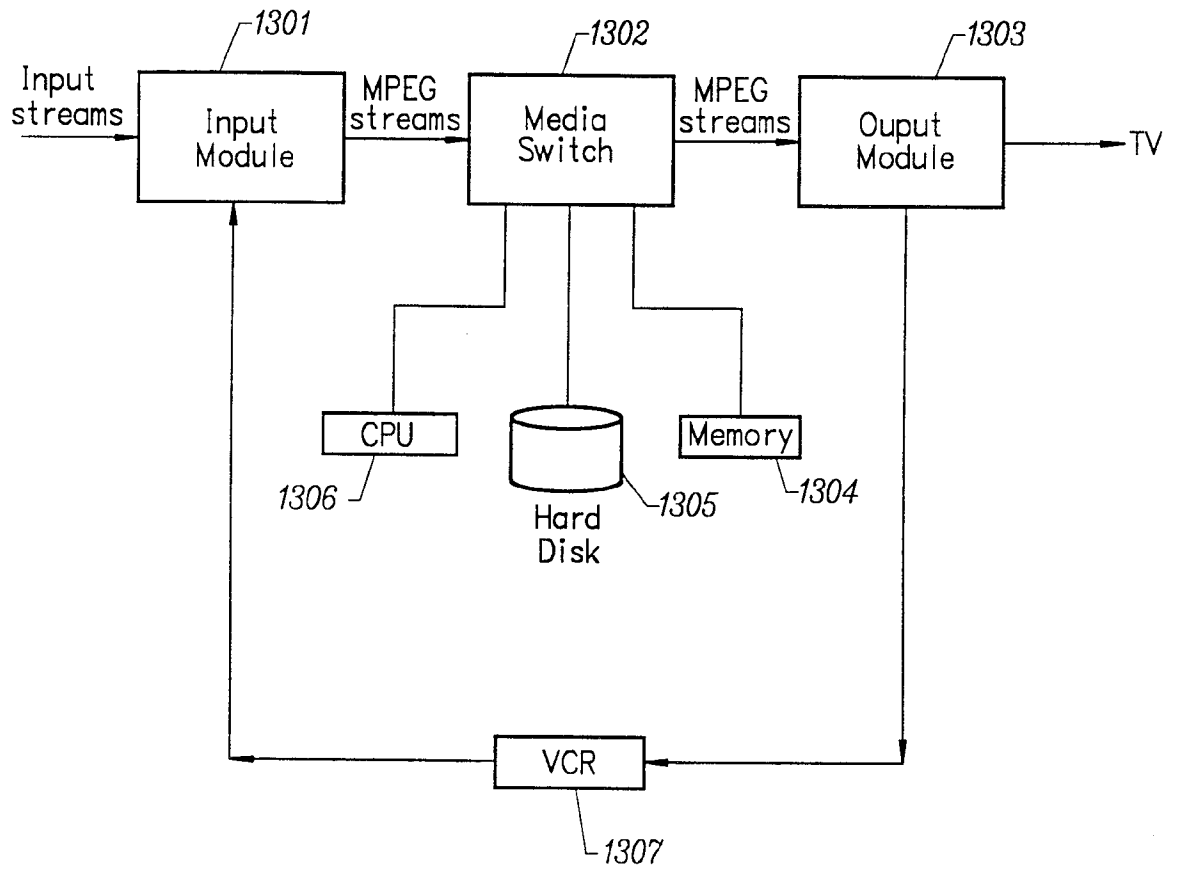 1301
1302
1303
Input
streams
Input
Module
MPEG
streams
Media
Switch
MPEG
streams
Ouput
Module
TV
CPU
1306
Hard
Disk
1305
Memory
1304
VCR
1307